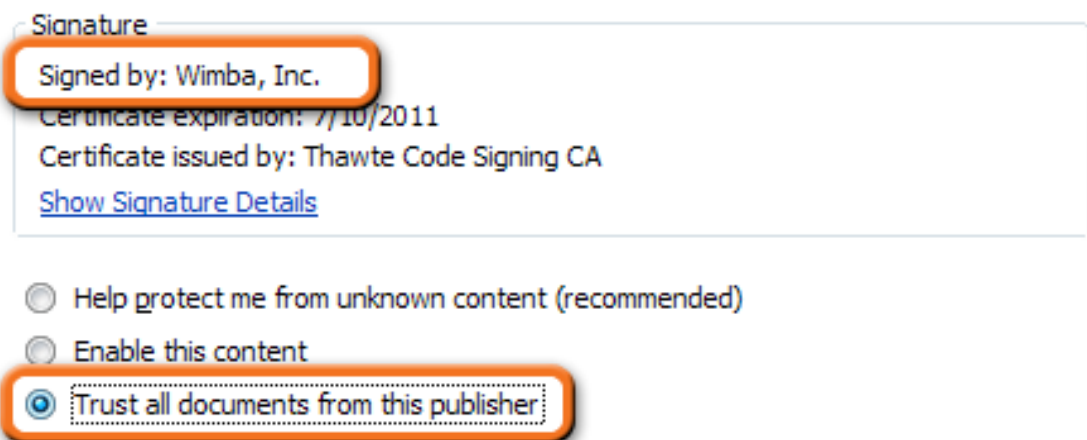 Signature
Signed by: Wimba, Inc.
Certificate expiration: 7/10/2011
Certificate issued by: Thawte Code Signing CA
Show Signature Details
Help protect me from unknown content (recommended)
Enable this content
Trust all documents from this publisher